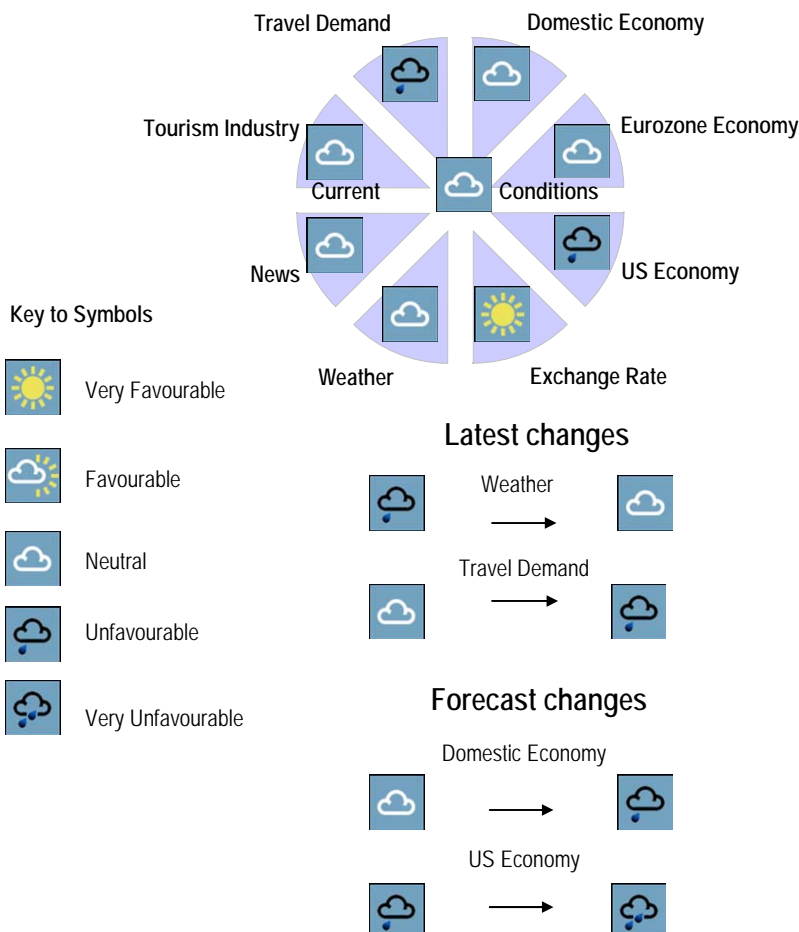 Travel Demand
Domestic Economy
Tourism Industry
Eurozone Economy
Current
Conditions
News
US Economy
Weather
Exchange Rate
Key to Symbols
Very Favourable
Favourable
Neutral
Unfavourable
Very Unfavourable
Latest changes
Weather
Travel Demand
Forecast changes
Domestic Economy
US Economy